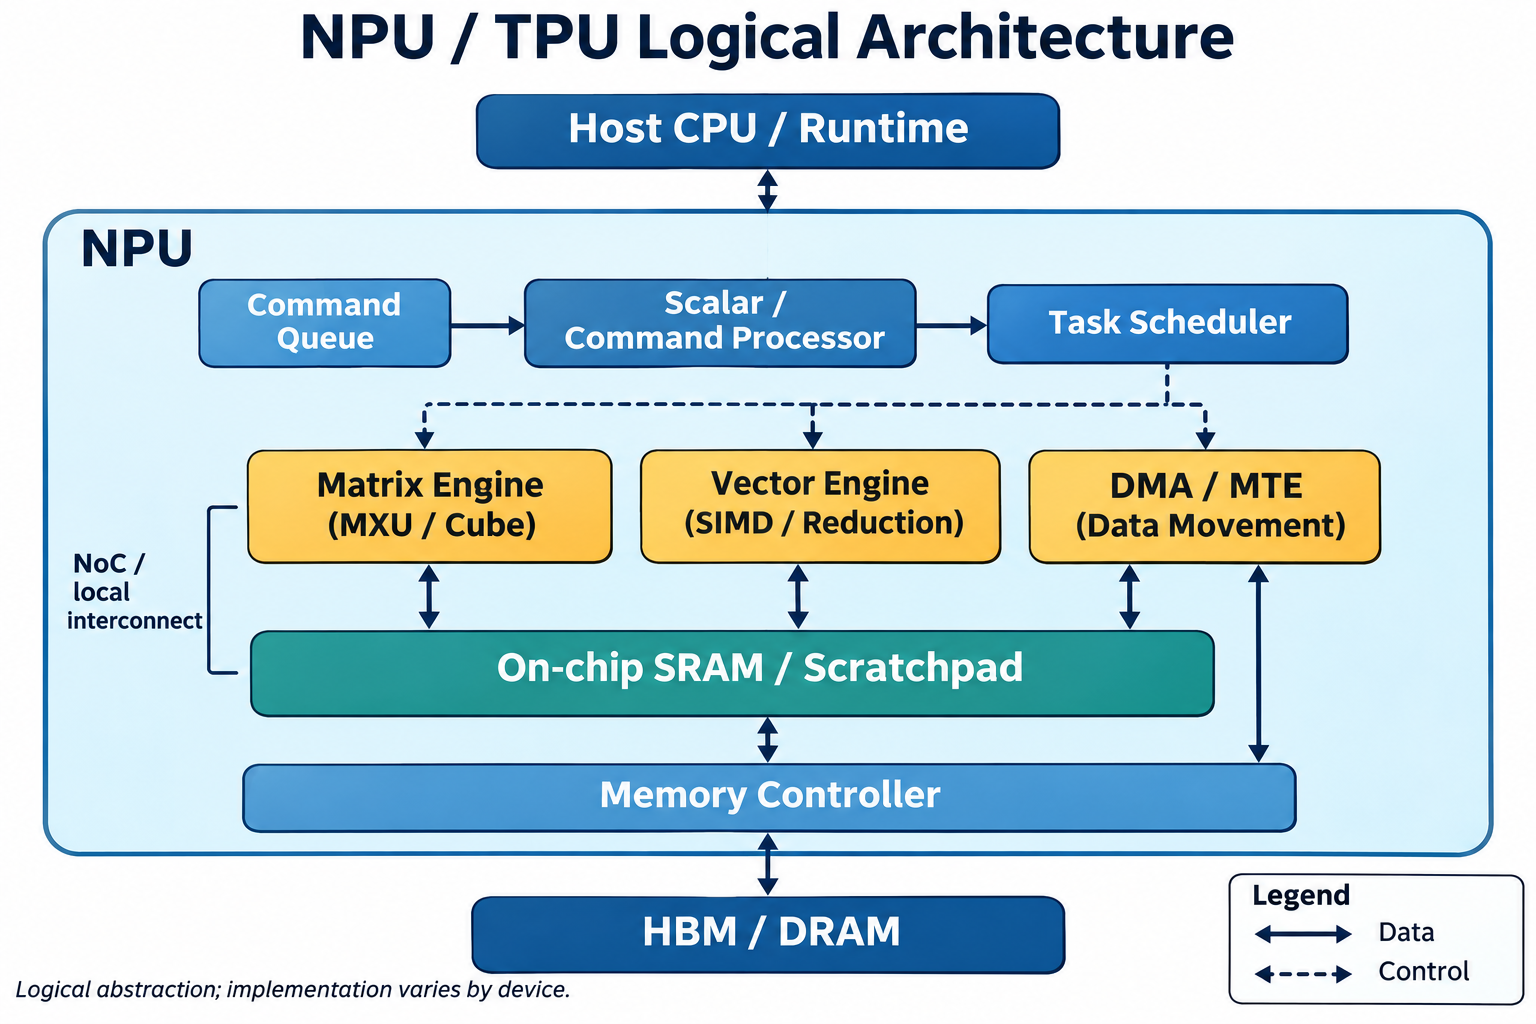 NPU / TPU Logical Architecture
Host CPU / Runtime
NPU
Command
Queue
Scalar /
Command Processor
Task Scheduler
Matrix Engine
(MXU / Cube)
Vector Engine
(SIMD / Reduction)
DMA / MTE
(Data Movement)
NoC /
local
interconnect
On-chip SRAM / Scratchpad
Memory Controller
HBM / DRAM
Legend
Data
Control
Logical abstraction; implementation varies by device.